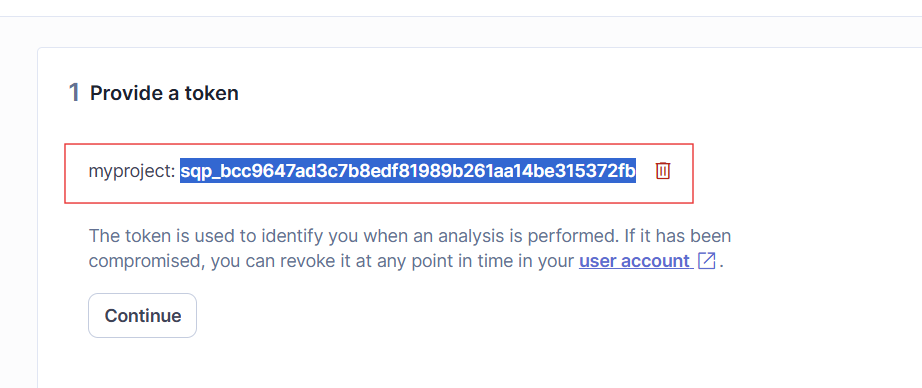 1 Provide a token
myproject: sqp_bcc9647ad3c7b8edf81989b261aa14be315372fb
The token is used to identify you when an analysis is performed. If it has been
compromised, you can revoke it at any point in time in your user account .
Continue